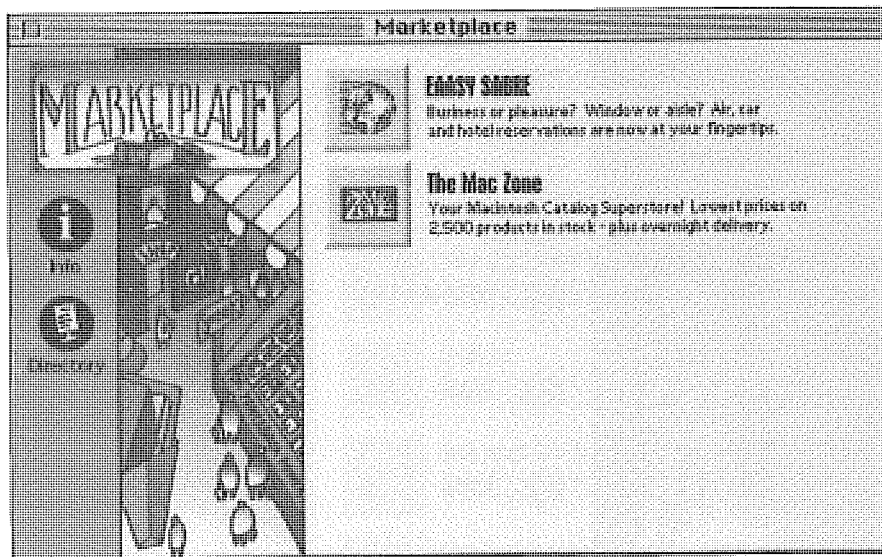 Marketplace
MARKETPLACE
Info
Directory
EAASY SABRE
Business or pleasure? Window or aisle? Air, car
and hotel reservations are now at your fingertips.
ZONE
The Mac Zone
Your Macintosh Catalog Superstore! Lowest prices on
2,500 products in stock - plus overnight delivery.